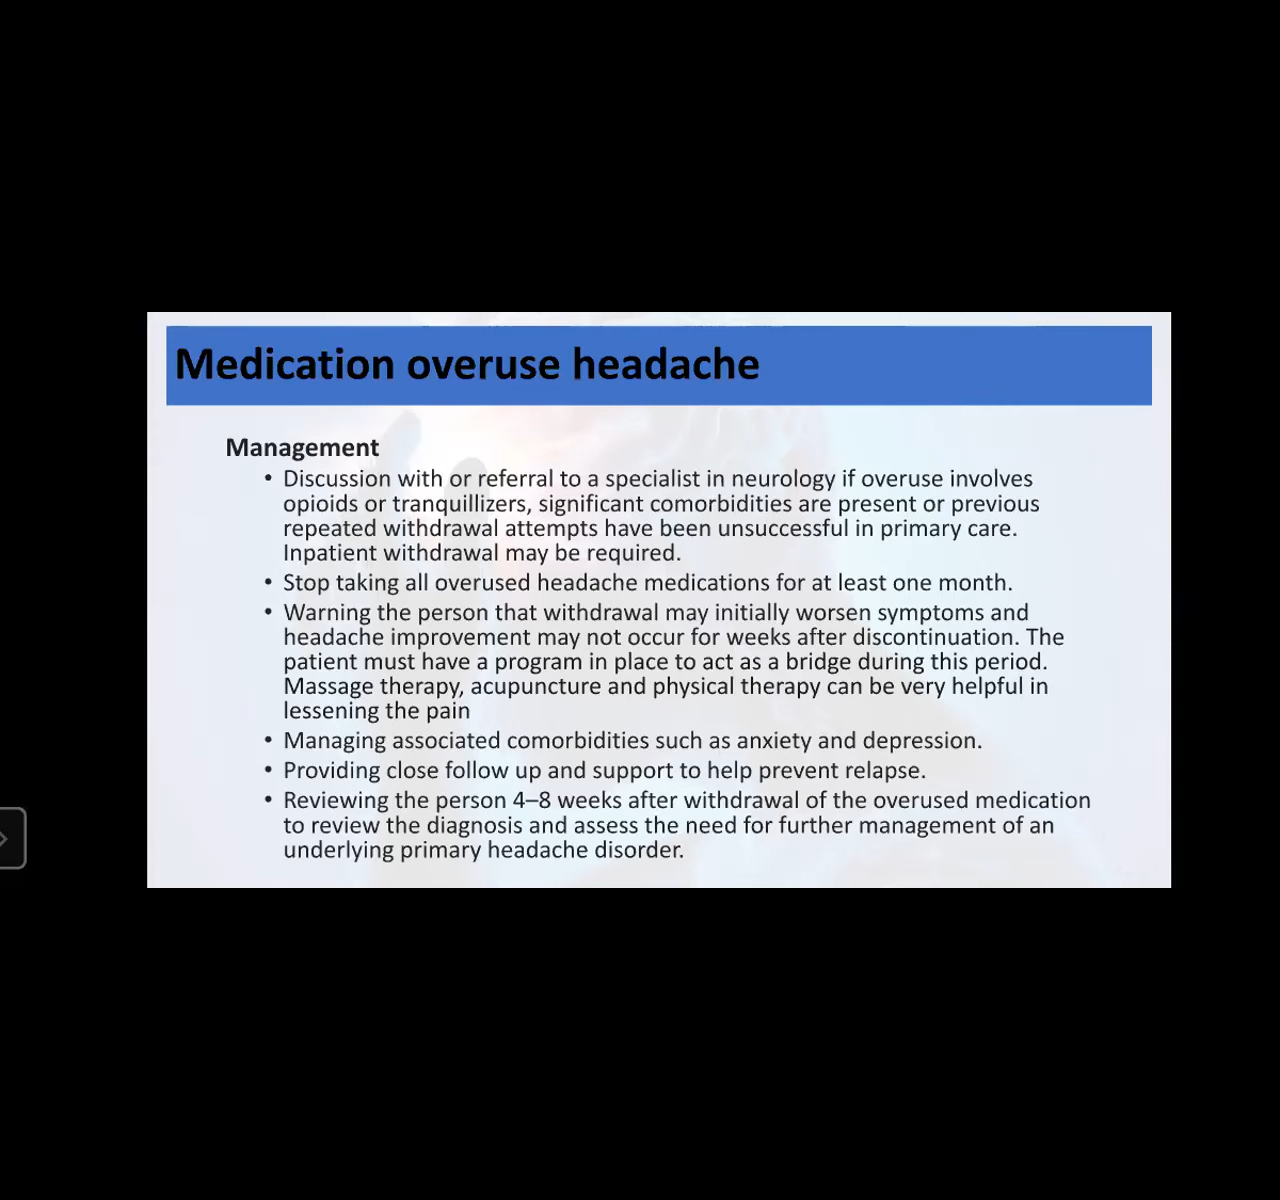 Medication overuse headache
Management
• Discussion with or referral to a specialist in neurology if overuse involves
opioids or tranquillizers, significant comorbidities are present or previous
repeated withdrawal attempts have been unsuccessful in primary care.
Inpatient withdrawal may be required.
• Stop taking all overused headache medications for at least one month.
• Warning the person that withdrawal may initially worsen symptoms and
headache improvement may not occur for weeks after discontinuation. The
patient must have a program in place to act as a bridge during this period.
Massage therapy, acupuncture and physical therapy can be very helpful in
lessening the pain
• Managing associated comorbidities such as anxiety and depression.
• Providing close follow up and support to help prevent relapse.
• Reviewing the person 4–8 weeks after withdrawal of the overused medication
to review the diagnosis and assess the need for further management of an
underlying primary headache disorder.